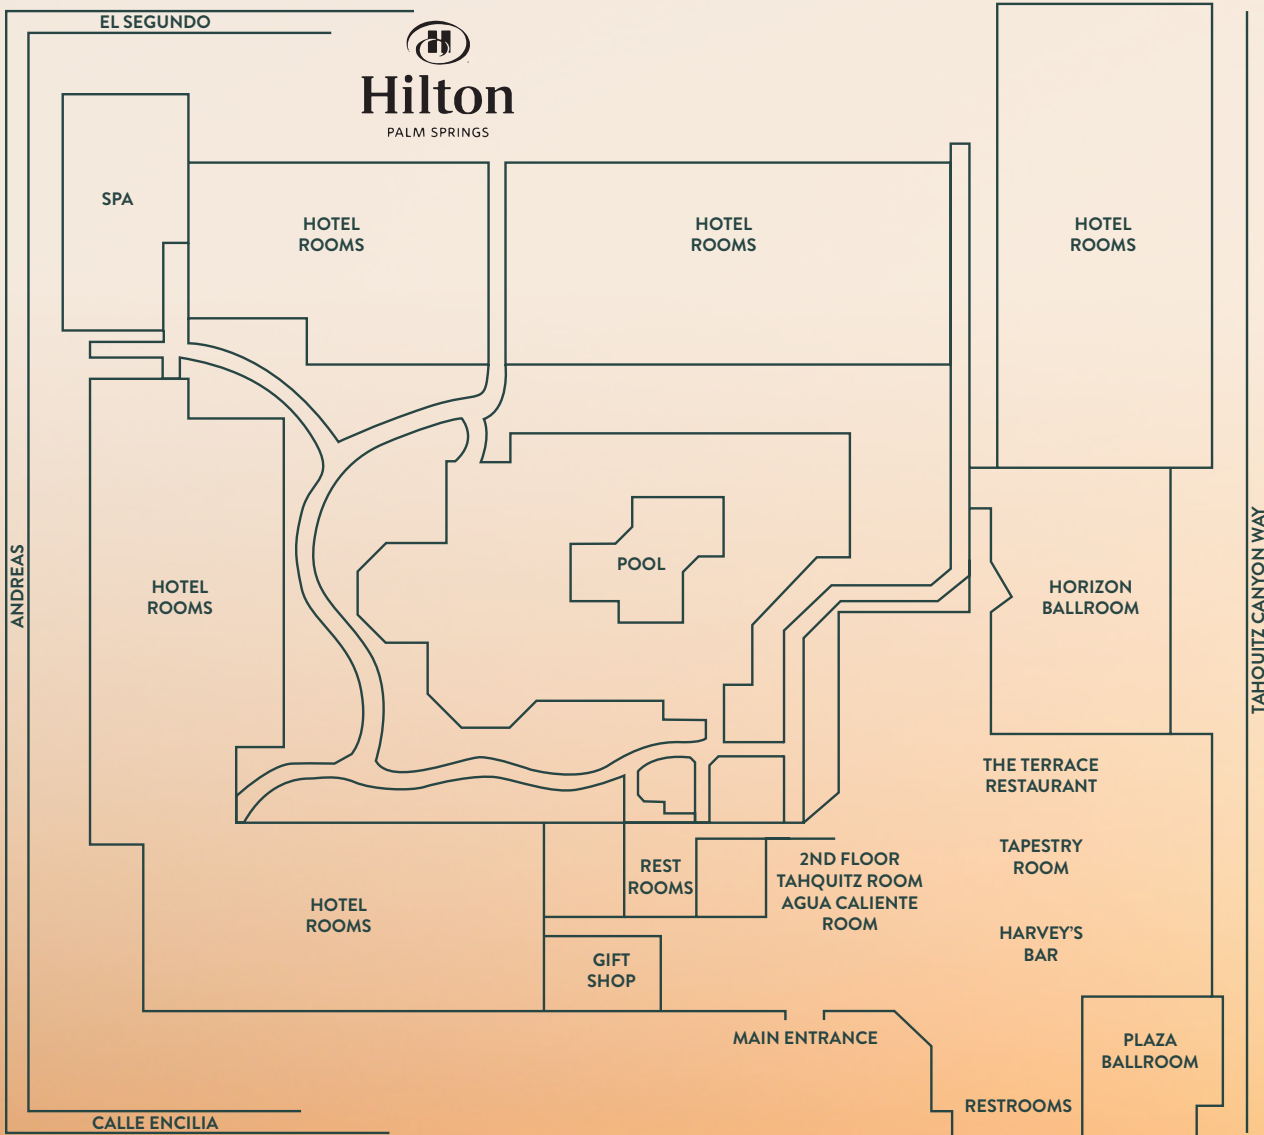 EL SEGUNDO
Hilton
PALM SPRINGS
SPA
HOTEL
ROOMS
HOTEL
ROOMS
HOTEL
ROOMS
ANDREAS
HOTEL
ROOMS
POOL
HORIZON
BALLROOM
TAHQUITZ CANYON WAY
THE TERRACE
RESTAURANT
TAPESTRY
ROOM
HARVEY'S
BAR
REST
ROOMS
2ND FLOOR
TAHQUITZ ROOM
AGUA CALIENTE
ROOM
HOTEL
ROOMS
GIFT
SHOP
MAIN ENTRANCE
PLAZA
BALLROOM
RESTROOMS
CALLE ENCILIA